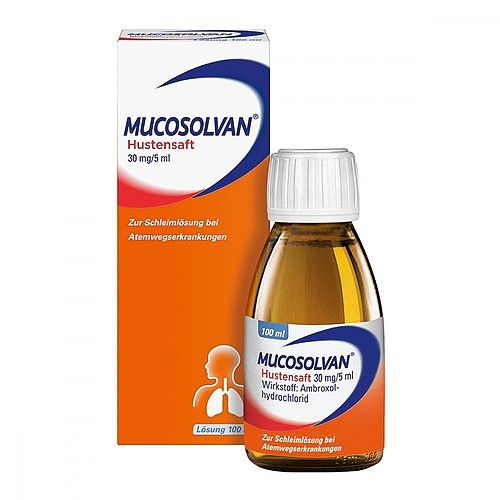 MUCOSOLVAN®
Hustensaft
30 mg/5 ml
Zur Schleimlösung bei
Atemwegserkrankungen
Lösung 100
100 ml
MUCOSOLVAN®
Hustensaft 30 mg/5 ml
Wirkstoff: Ambroxol-
hydrochlorid
Zur Schleimlösung bei
Atemwegserkrankungen